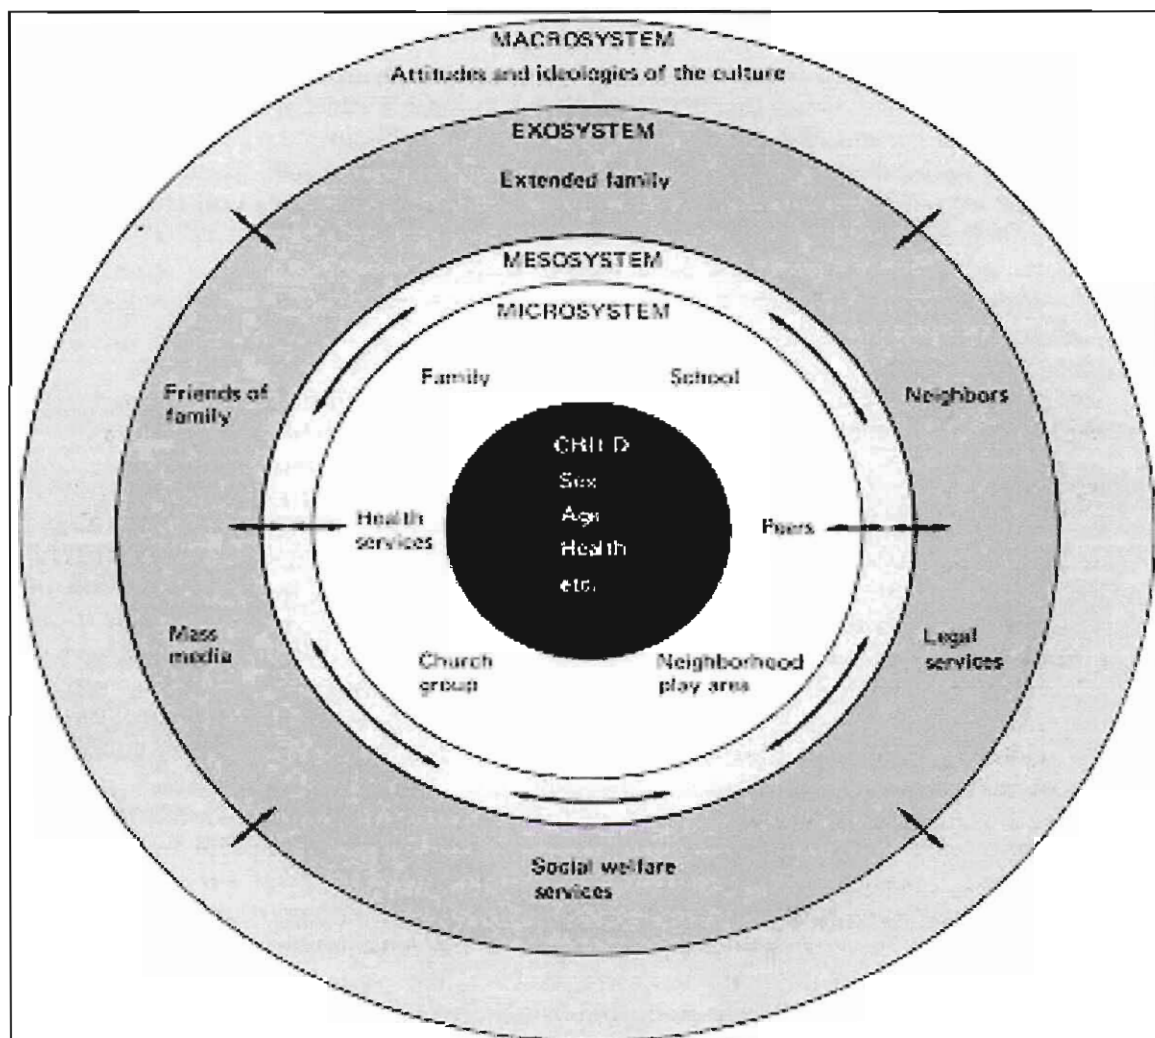 MACROSYSTEM
Attitudes and ideologies of the culture
EXOSYSTEM
Extended family
MESOSYSTEM
MICROSYSTEM
Family
School
Friends of
family
Neighbors
CHILD
Sex
Age
Health
etc.
Health
services
Peers
Mass
media
Legal
services
Church
group
Neighborhood
play area
Social welfare
services